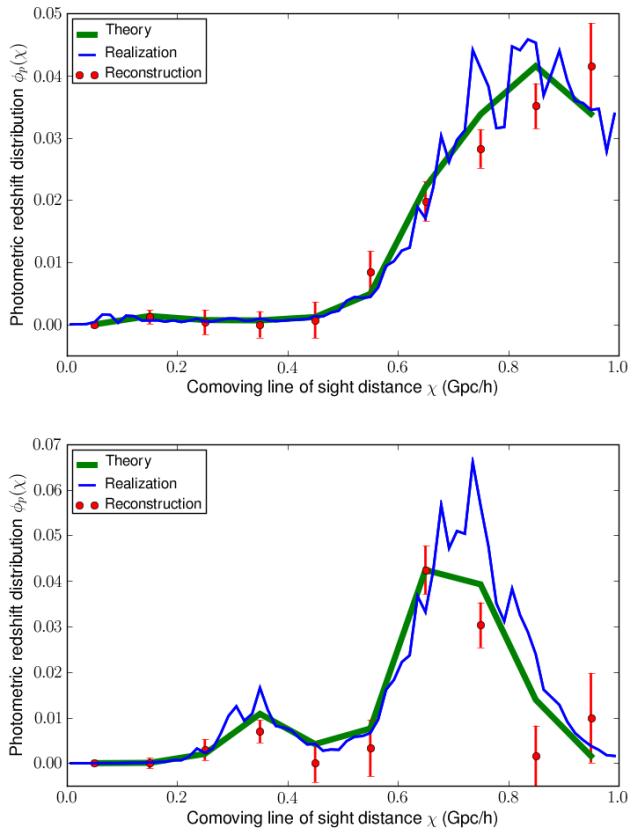 0.05
0.04
0.03
0.02
0.01
0.00
Photometric redshift distribution ϕp(χ)
Theory
Realization
Reconstruction
0.0 0.2 0.4 0.6 0.8 1.0
Comoving line of sight distance χ (Gpc/h)
0.07
0.06
0.05
0.04
0.03
0.02
0.01
0.00
Photometric redshift distribution ϕp(χ)
Theory
Realization
Reconstruction
0.0 0.2 0.4 0.6 0.8 1.0
Comoving line of sight distance χ (Gpc/h)